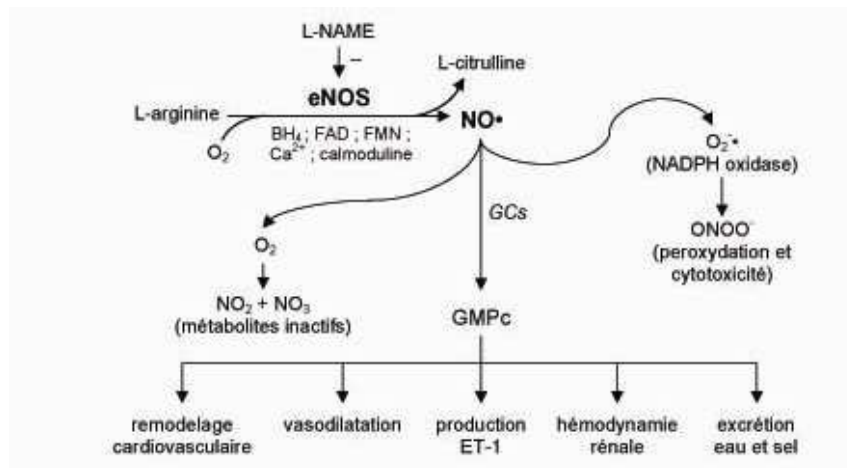 L-NAME
–
L-citrulline
eNOS
L-arginine
NO•
BH₄ ; FAD ; FMN ;
O₂
Ca²⁺ ; calmoduline
O₂⁻•
(NADPH oxidase)
GCs
ONOO⁻
(peroxydation et
cytotoxicité)
O₂
NO₂ + NO₃
(métabolites inactifs)
GMPc
remodelage
cardiovasculaire
vasodilatation
production
ET-1
hémodynamie
rénale
excrétion
eau et sel